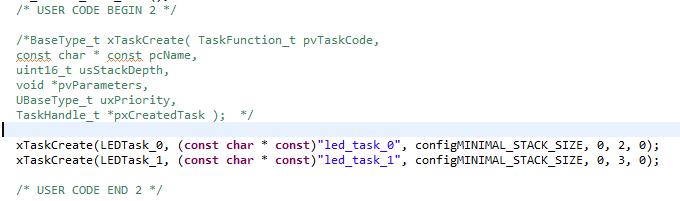 /* USER CODE BEGIN 2 */
/*BaseType_t xTaskCreate( TaskFunction_t pvTaskCode,
const char * const pcName,
uint16_t usStackDepth,
void *pvParameters,
UBaseType_t uxPriority,
TaskHandle_t *pxCreatedTask );  */
xTaskCreate(LEDTask_0, (const char * const)"led_task_0", configMINIMAL_STACK_SIZE, 0, 2, 0);
xTaskCreate(LEDTask_1, (const char * const)"led_task_1", configMINIMAL_STACK_SIZE, 0, 3, 0);
/* USER CODE END 2 */